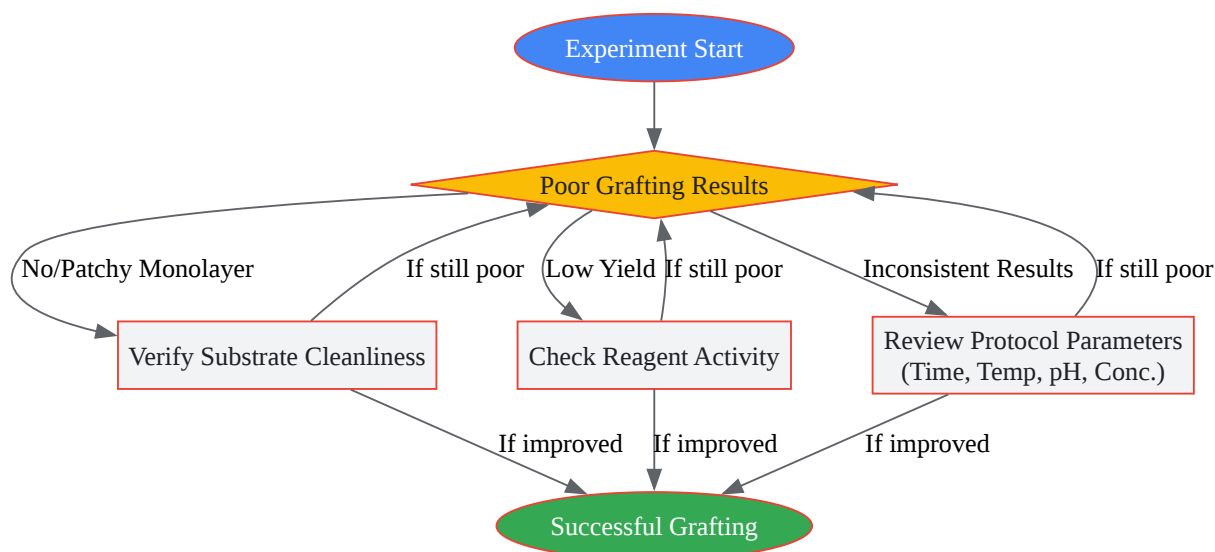 Experiment Start
Poor Grafting Results
No/Patchy Monolayer
If still poor
Low Yield
If still poor
Inconsistent Results
If still poor
Verify Substrate Cleanliness
Check Reagent Activity
Review Protocol Parameters
(Time, Temp, pH, Conc.)
If improved
If improved
If improved
Successful Grafting